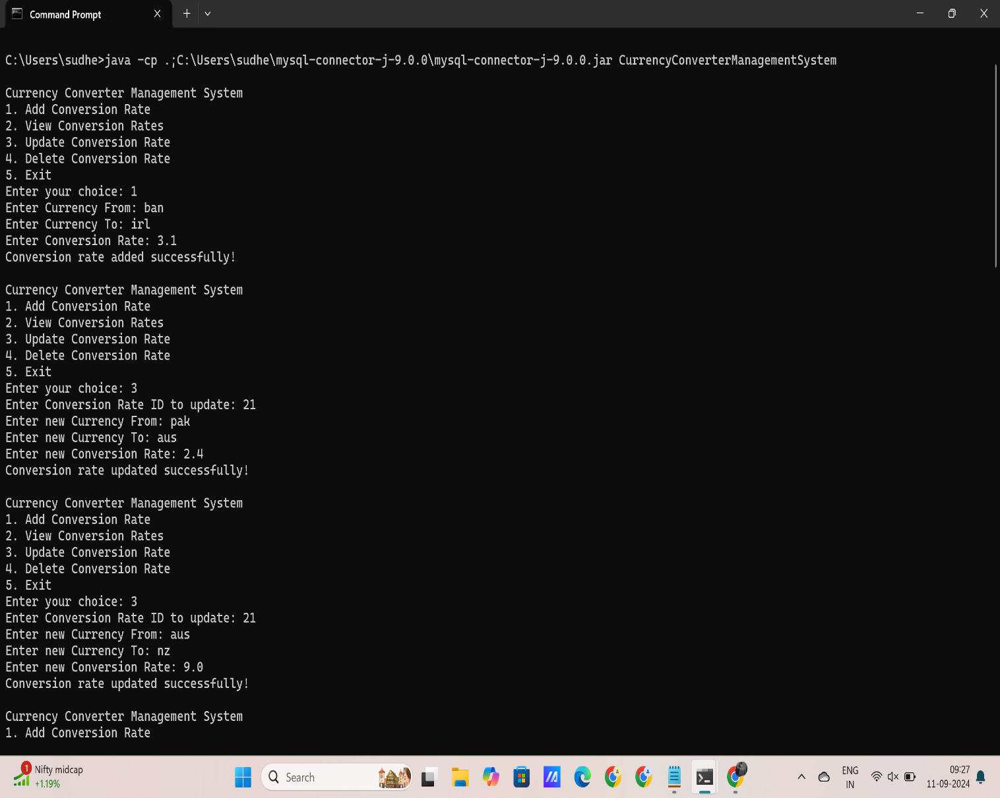 Command Prompt
C:\Users\sudhe>java -cp .;C:\Users\sudhe\mysql-connector-j-9.0.0\mysql-connector-j-9.0.0.jar CurrencyConverterManagementSystem
Currency Converter Management System
1. Add Conversion Rate
2. View Conversion Rates
3. Update Conversion Rate
4. Delete Conversion Rate
5. Exit
Enter your choice: 1
Enter Currency From: ban
Enter Currency To: irl
Enter Conversion Rate: 3.1
Conversion rate added successfully!
Currency Converter Management System
1. Add Conversion Rate
2. View Conversion Rates
3. Update Conversion Rate
4. Delete Conversion Rate
5. Exit
Enter your choice: 3
Enter Conversion Rate ID to update: 21
Enter new Currency From: pak
Enter new Currency To: aus
Enter new Conversion Rate: 2.4
Conversion rate updated successfully!
Currency Converter Management System
1. Add Conversion Rate
2. View Conversion Rates
3. Update Conversion Rate
4. Delete Conversion Rate
5. Exit
Enter your choice: 3
Enter Conversion Rate ID to update: 21
Enter new Currency From: aus
Enter new Currency To: nz
Enter new Conversion Rate: 9.0
Conversion rate updated successfully!
Currency Converter Management System
1. Add Conversion Rate
1
Nifty midcap
+1.19%
Search
ENG
IN
09:27
11-09-2024